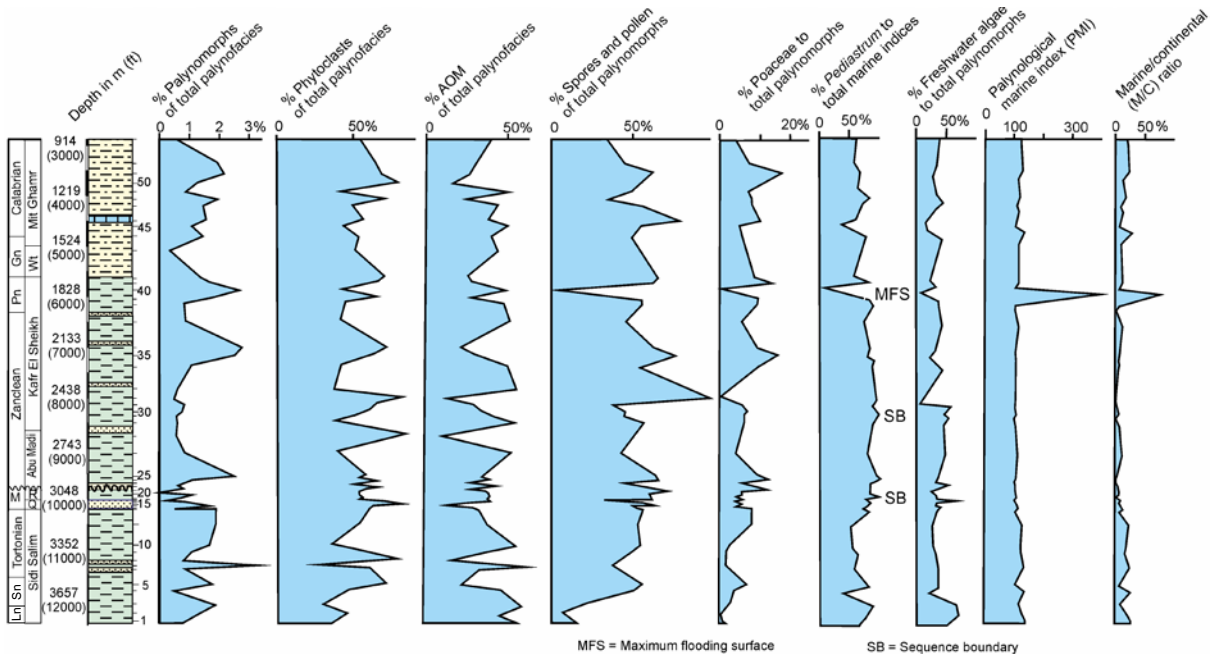 Depth in m (ft)
% Palynomorphs
of total palynofacies
% Phytoclasts
of total palynofacies
% AOM
of total palynofacies
% Spores and pollen
of total palynomorphs
% Poaceae to
total palynomorphs
% Pediastrum to
total marine indices
% Freshwater algae
to total palynomorphs
Palynological
marine index (PMI)
Marine/continental
(M/C) ratio
0 1 2 3%
0 50%
0 50%
0 50%
0 20%
0 50%
0 50%
0 100 300
0 50%
Calabrian
Gn
Pn
Zanclean
M
Tortonian
Sn
Ln
Mit Ghamr
Wt
Kafr El Sheikh
Abu Madi
Sidi Salim
914
(3000)
1219
(4000)
1524
(5000)
1828
(6000)
2133
(7000)
2438
(8000)
2743
(9000)
3048
(10000)
3352
(11000)
3657
(12000)
50
45
40
35
30
25
20
15
10
5
1
MFS
SB
SB
MFS = Maximum flooding surface
SB = Sequence boundary